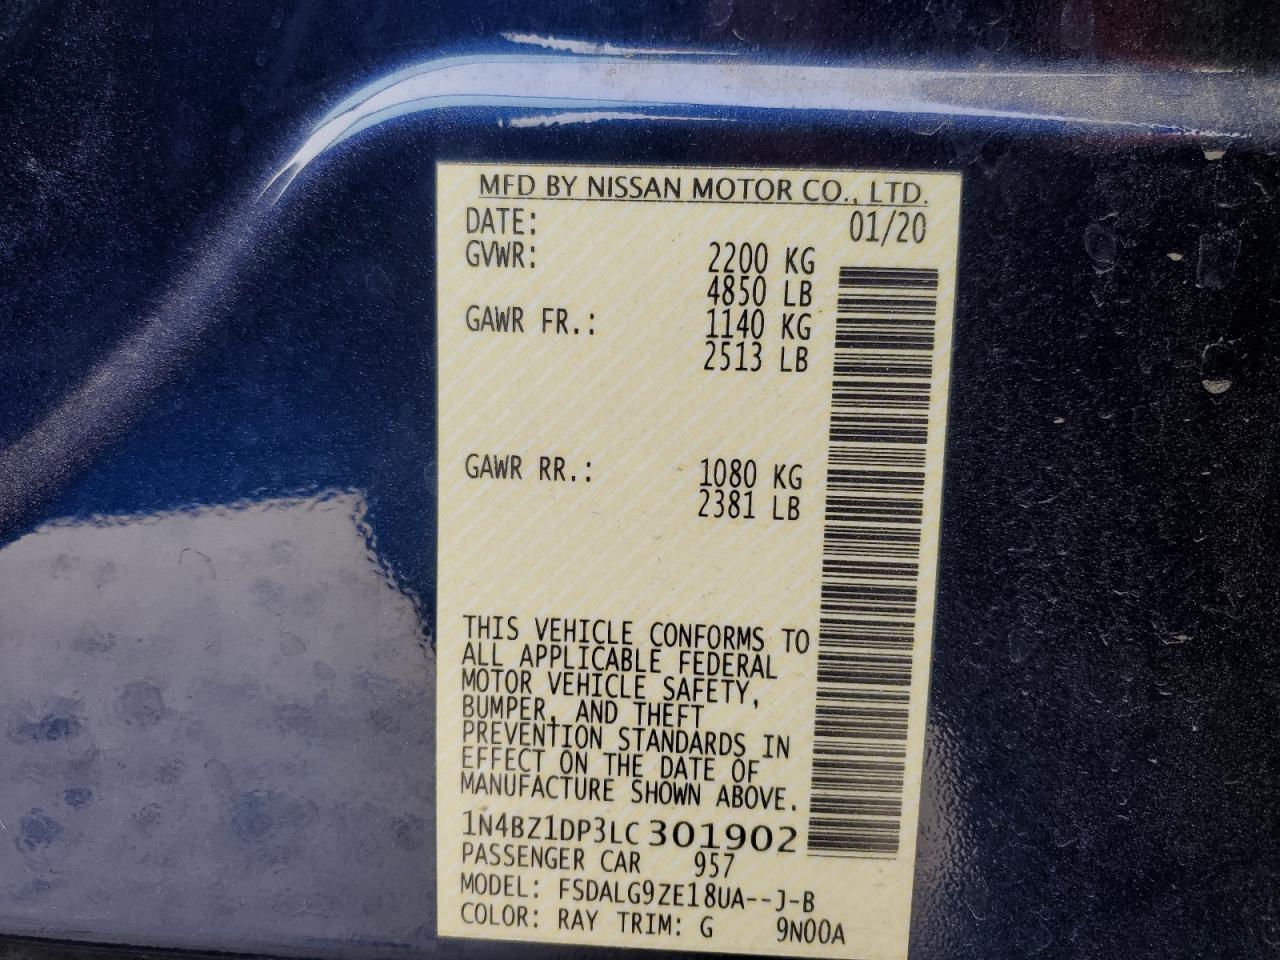 MFD BY NISSAN MOTOR CO., LTD.
DATE: 01/20
GVWR: 2200 KG
4850 LB
GAWR FR.: 1140 KG
2513 LB
GAWR RR.: 1080 KG
2381 LB
THIS VEHICLE CONFORMS TO
ALL APPLICABLE FEDERAL
MOTOR VEHICLE SAFETY,
BUMPER, AND THEFT
PREVENTION STANDARDS IN
EFFECT ON THE DATE OF
MANUFACTURE SHOWN ABOVE.
1N4BZ1DP3LC301902
PASSENGER CAR 957
MODEL: FSDALG9ZE18UA--J-B
COLOR: RAY TRIM: G 9N00A